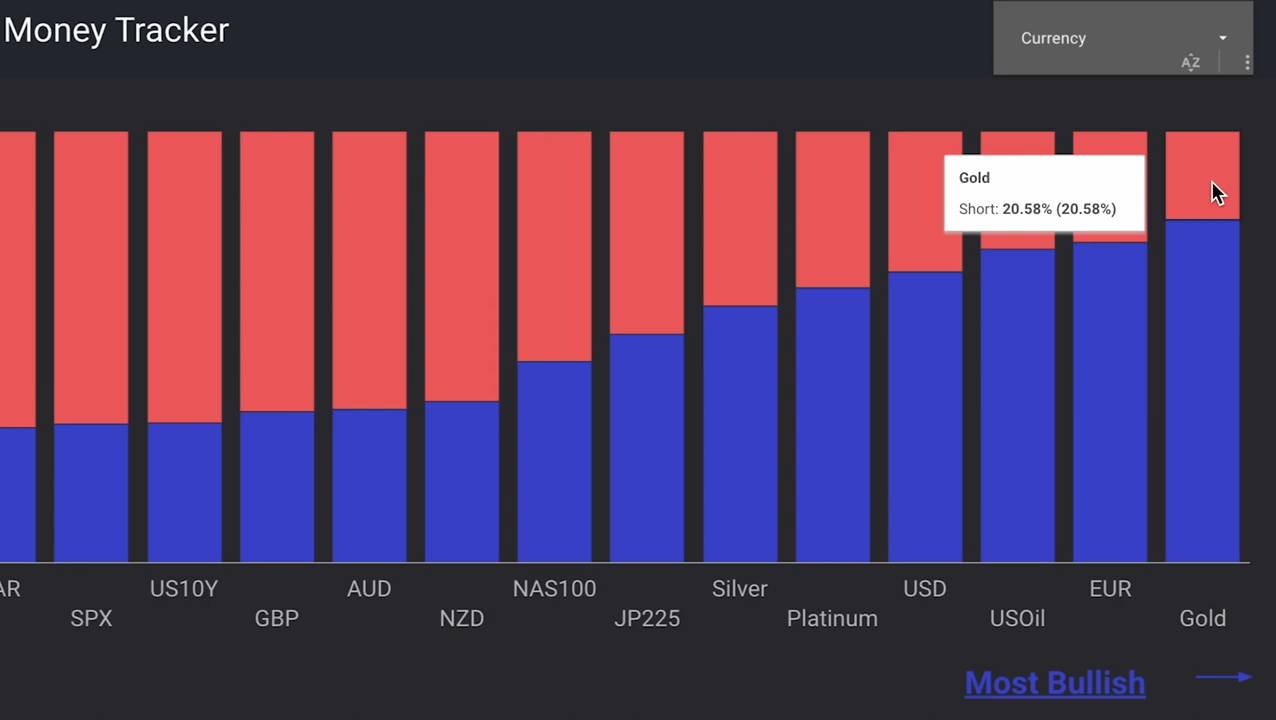 Money Tracker
Currency
AZ
Gold
Short: 20.58% (20.58%)
AR US10Y AUD NAS100 Silver USD EUR
SPX GBP NZD JP225 Platinum USOil Gold
Most Bullish